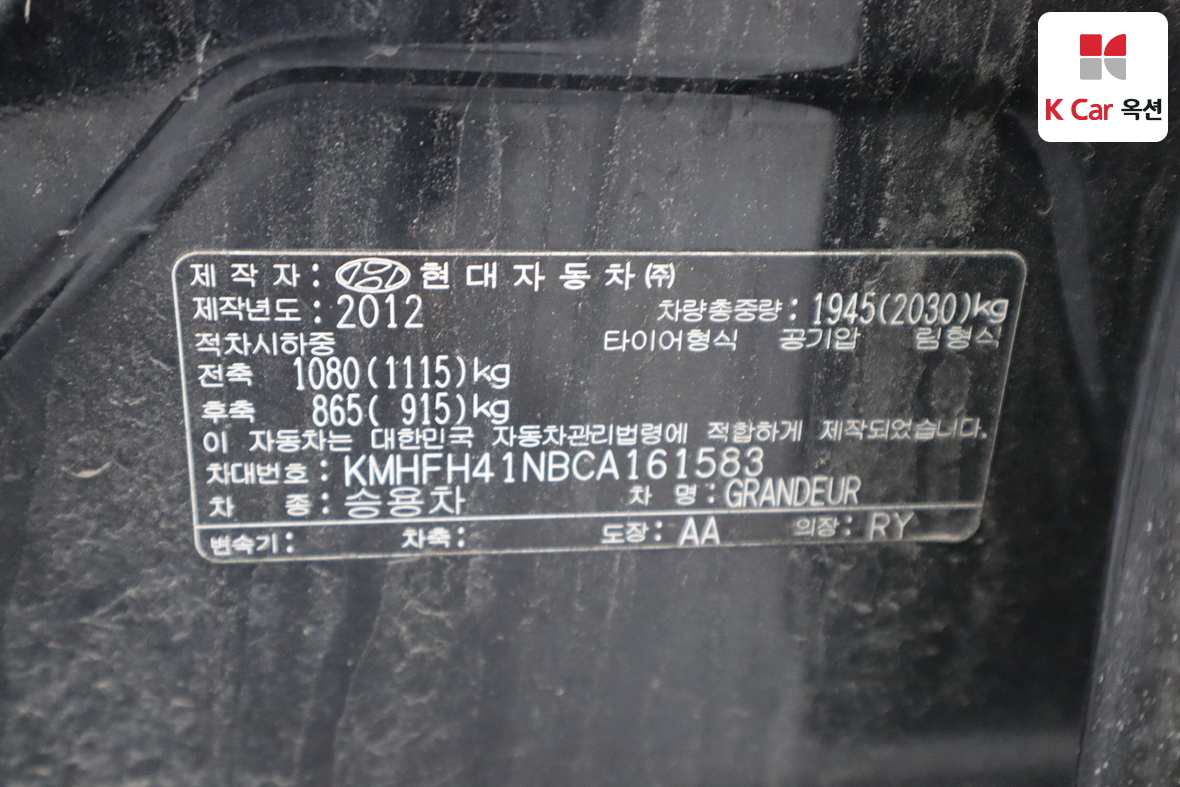 K Car 옥션
제 작 자 : 현 대 자 동 차 ㈜
제작년도 : 2012 차량총중량 : 1945(2030)kg
적차시하중 타이어형식 공기압 림형식
전축 1080(1115)kg
후축 865( 915)kg
이 자동차는 대한민국 자동차관리법령에 적합하게 제작되었습니다.
차대번호 : KMHFH41NBCA161583
차 종 : 승용차 차 명 : GRANDEUR
변속기 : 차축 : 도장 : AA 의장 : RY